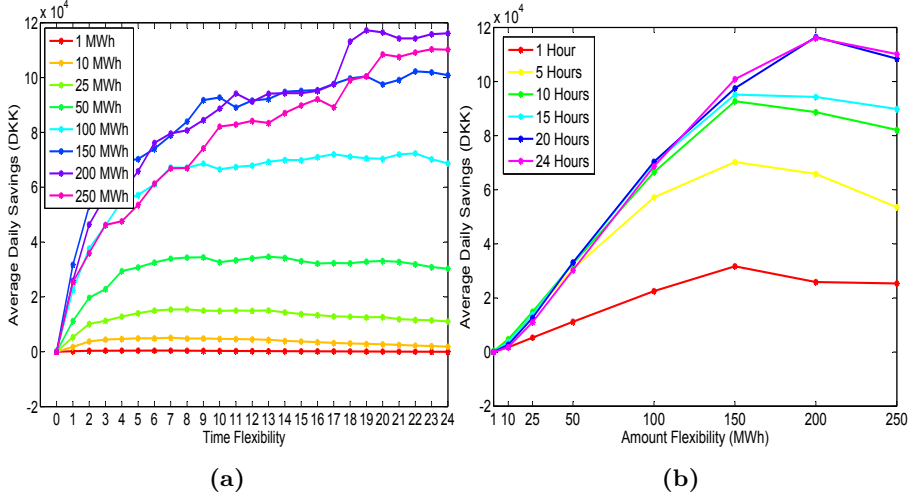 x 10⁴
12
10
8
6
4
2
0
-2
Average Daily Savings (DKK)
1 MWh
10 MWh
25 MWh
50 MWh
100 MWh
150 MWh
200 MWh
250 MWh
0 1 2 3 4 5 6 7 8 9 10 11 12 13 14 15 16 17 18 19 20 21 22 23 24
Time Flexibility
(a)
x 10⁴
12
10
8
6
4
2
0
-2
Average Daily Savings (DKK)
1 Hour
5 Hours
10 Hours
15 Hours
20 Hours
24 Hours
1 10 25 50 100 150 200 250
Amount Flexibility (MWh)
(b)